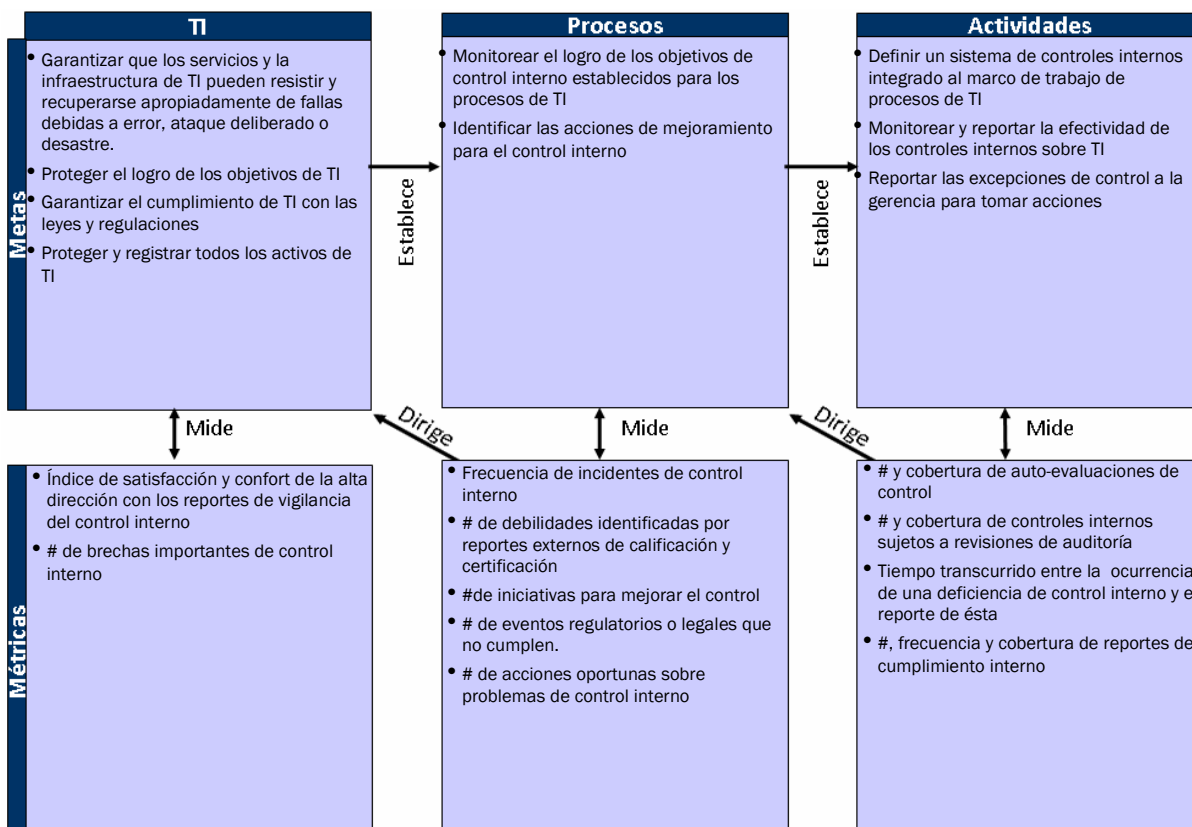 TI
Procesos
Actividades
Metas
• Garantizar que los servicios y la
infraestructura de TI pueden resistir y
recuperarse apropiadamente de fallas
debidas a error, ataque deliberado o
desastre.
• Proteger el logro de los objetivos de TI
• Garantizar el cumplimiento de TI con las
leyes y regulaciones
• Proteger y registrar todos los activos de
TI
Establece
• Monitorear el logro de los objetivos de
control interno establecidos para los
procesos de TI
• Identificar las acciones de mejoramiento
para el control interno
Establece
• Definir un sistema de controles internos
integrado al marco de trabajo de
procesos de TI
• Monitorear y reportar la efectividad de
los controles internos sobre TI
• Reportar las excepciones de control a la
gerencia para tomar acciones
Mide
Dirige
Mide
Dirige
Mide
Métricas
• Índice de satisfacción y confort de la alta
dirección con los reportes de vigilancia
del control interno
• # de brechas importantes de control
interno
• Frecuencia de incidentes de control
interno
• # de debilidades identificadas por
reportes externos de calificación y
certificación
• #de iniciativas para mejorar el control
• # de eventos regulatorios o legales que
no cumplen.
• # de acciones oportunas sobre
problemas de control interno
• # y cobertura de auto-evaluaciones de
control
• # y cobertura de controles internos
sujetos a revisiones de auditoría
• Tiempo transcurrido entre la ocurrencia
de una deficiencia de control interno y e
reporte de ésta
• #, frecuencia y cobertura de reportes de
cumplimiento interno